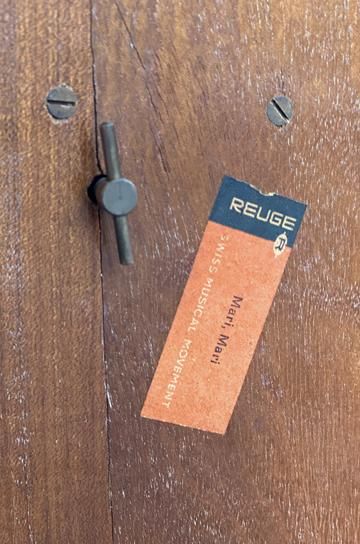 REUGE
R
SWISS MUSICAL MOVEMENT
Mari, Mari